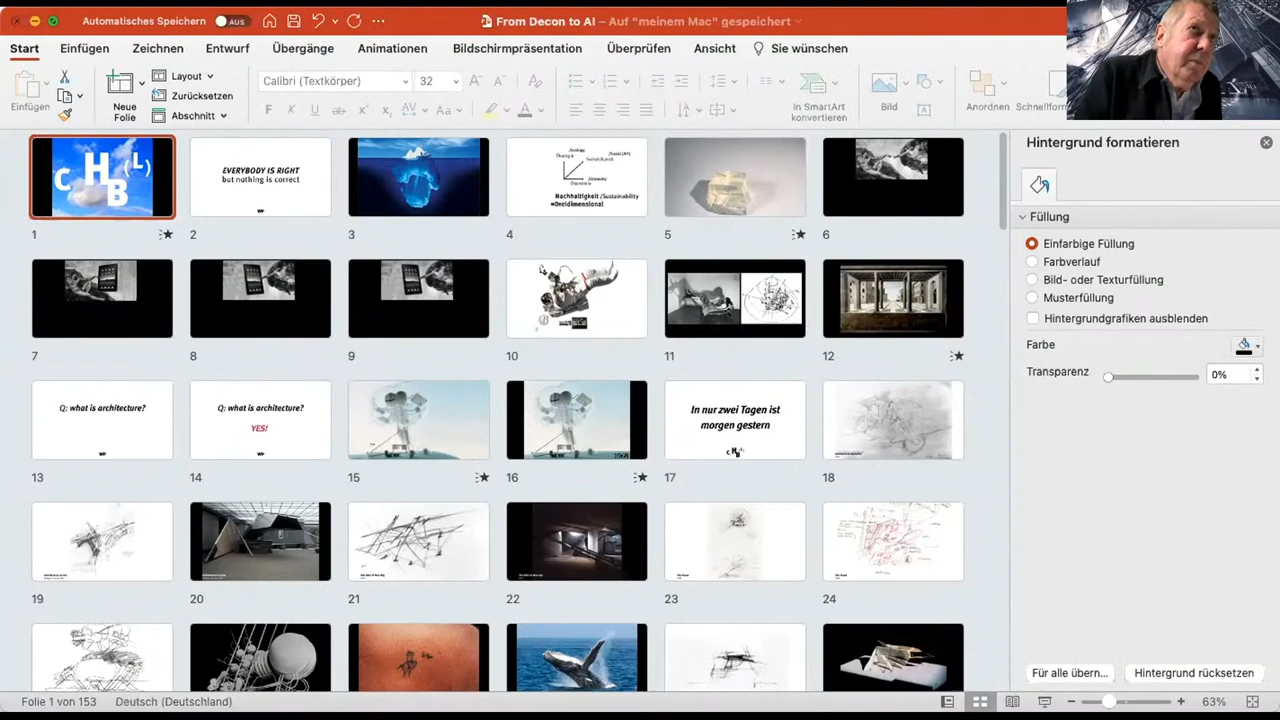 Automatisches Speichern AUS
From Decon to AI – Auf "meinem Mac" gespeichert
Start Einfügen Zeichnen Entwurf Übergänge Animationen Bildschirmpräsentation Überprüfen Ansicht Sie wünschen
Einfügen
Neue
Folie
Layout
Zurücksetzen
Abschnitt
Calibri (Textkörper) 32
in SmartArt
konvertieren
Bild
Anordnen
Hintergrund formatieren
Füllung
Einfarbige Füllung
Farbverlauf
Bild- oder Texturfüllung
Musterfüllung
Hintergrundgrafiken ausblenden
Farbe
Transparenz 0%
C H B L)
EVERYBODY IS RIGHT
but nothing is correct
Nachhaltigkeit /Sustainability
1 2 3 4 5 6
7 8 9 10 11 12
Q: what is architecture?
Q: what is architecture?
YES!
1968
In nur zwei Tagen ist
morgen gestern
13 14 15 16 17 18
19 20 21 22 23 24
Für alle übern... Hintergrund rücksetzen
Folie 1 von 153 Deutsch (Deutschland) 63%